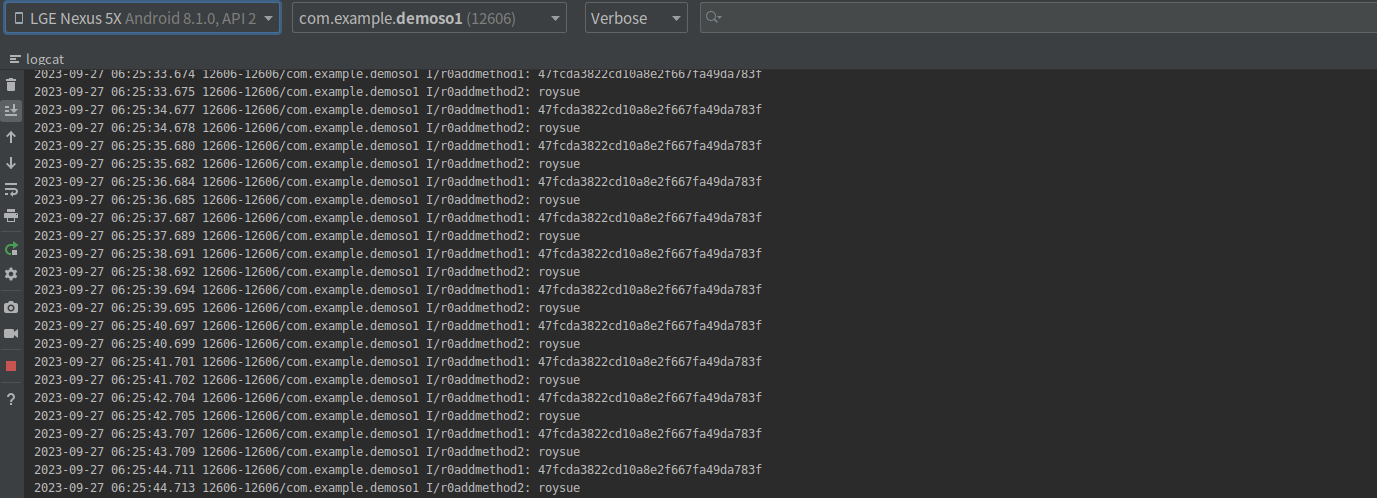 LGE Nexus 5X Android 8.1.0, API 2
com.example.demoso1 (12606)
Verbose
logcat
2023-09-27 06:25:33.674 12606-12606/com.example.demoso1 I/r0addmethod1: 47fcda3822cd10a8e2f667fa49da783f
2023-09-27 06:25:33.675 12606-12606/com.example.demoso1 I/r0addmethod2: roysue
2023-09-27 06:25:34.677 12606-12606/com.example.demoso1 I/r0addmethod1: 47fcda3822cd10a8e2f667fa49da783f
2023-09-27 06:25:34.678 12606-12606/com.example.demoso1 I/r0addmethod2: roysue
2023-09-27 06:25:35.680 12606-12606/com.example.demoso1 I/r0addmethod1: 47fcda3822cd10a8e2f667fa49da783f
2023-09-27 06:25:35.682 12606-12606/com.example.demoso1 I/r0addmethod2: roysue
2023-09-27 06:25:36.684 12606-12606/com.example.demoso1 I/r0addmethod1: 47fcda3822cd10a8e2f667fa49da783f
2023-09-27 06:25:36.685 12606-12606/com.example.demoso1 I/r0addmethod2: roysue
2023-09-27 06:25:37.687 12606-12606/com.example.demoso1 I/r0addmethod1: 47fcda3822cd10a8e2f667fa49da783f
2023-09-27 06:25:37.689 12606-12606/com.example.demoso1 I/r0addmethod2: roysue
2023-09-27 06:25:38.691 12606-12606/com.example.demoso1 I/r0addmethod1: 47fcda3822cd10a8e2f667fa49da783f
2023-09-27 06:25:38.692 12606-12606/com.example.demoso1 I/r0addmethod2: roysue
2023-09-27 06:25:39.694 12606-12606/com.example.demoso1 I/r0addmethod1: 47fcda3822cd10a8e2f667fa49da783f
2023-09-27 06:25:39.695 12606-12606/com.example.demoso1 I/r0addmethod2: roysue
2023-09-27 06:25:40.697 12606-12606/com.example.demoso1 I/r0addmethod1: 47fcda3822cd10a8e2f667fa49da783f
2023-09-27 06:25:40.699 12606-12606/com.example.demoso1 I/r0addmethod2: roysue
2023-09-27 06:25:41.701 12606-12606/com.example.demoso1 I/r0addmethod1: 47fcda3822cd10a8e2f667fa49da783f
2023-09-27 06:25:41.702 12606-12606/com.example.demoso1 I/r0addmethod2: roysue
2023-09-27 06:25:42.704 12606-12606/com.example.demoso1 I/r0addmethod1: 47fcda3822cd10a8e2f667fa49da783f
2023-09-27 06:25:42.705 12606-12606/com.example.demoso1 I/r0addmethod2: roysue
2023-09-27 06:25:43.707 12606-12606/com.example.demoso1 I/r0addmethod1: 47fcda3822cd10a8e2f667fa49da783f
2023-09-27 06:25:43.709 12606-12606/com.example.demoso1 I/r0addmethod2: roysue
2023-09-27 06:25:44.711 12606-12606/com.example.demoso1 I/r0addmethod1: 47fcda3822cd10a8e2f667fa49da783f
2023-09-27 06:25:44.713 12606-12606/com.example.demoso1 I/r0addmethod2: roysue